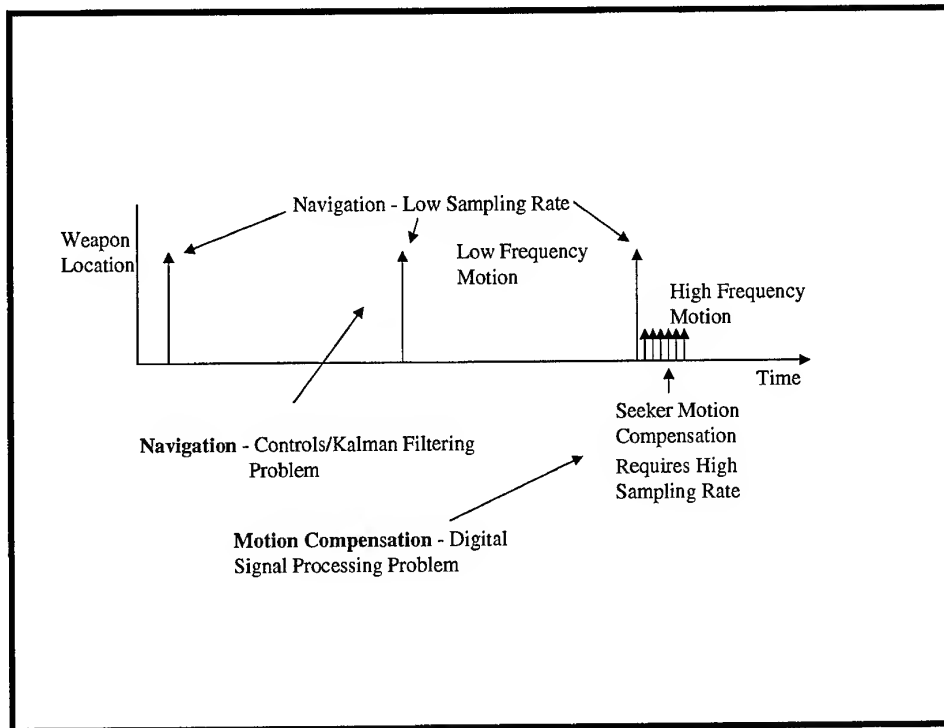 Navigation - Low Sampling Rate
Weapon
Location
Low Frequency
Motion
High Frequency
Motion
Time
Seeker Motion
Compensation
Requires High
Sampling Rate
Navigation - Controls/Kalman Filtering
Problem
Motion Compensation - Digital
Signal Processing Problem